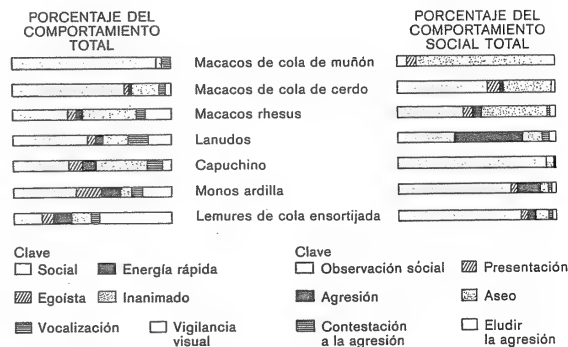 PORCENTAJE DEL
COMPORTAMIENTO
TOTAL
PORCENTAJE DEL
COMPORTAMIENTO
SOCIAL TOTAL
Macacos de cola de muñón
Macacos de cola de cerdo
Macacos rhesus
Lanudos
Capuchino
Monos ardilla
Lemures de cola ensortijada
Clave
Social
Energía rápida
Egoísta
Inanimado
Vocalización
Vigilancia
visual
Clave
Observación sócial
Presentación
Agresión
Aseo
Contestación
a la agresión
Eludir
la agresión